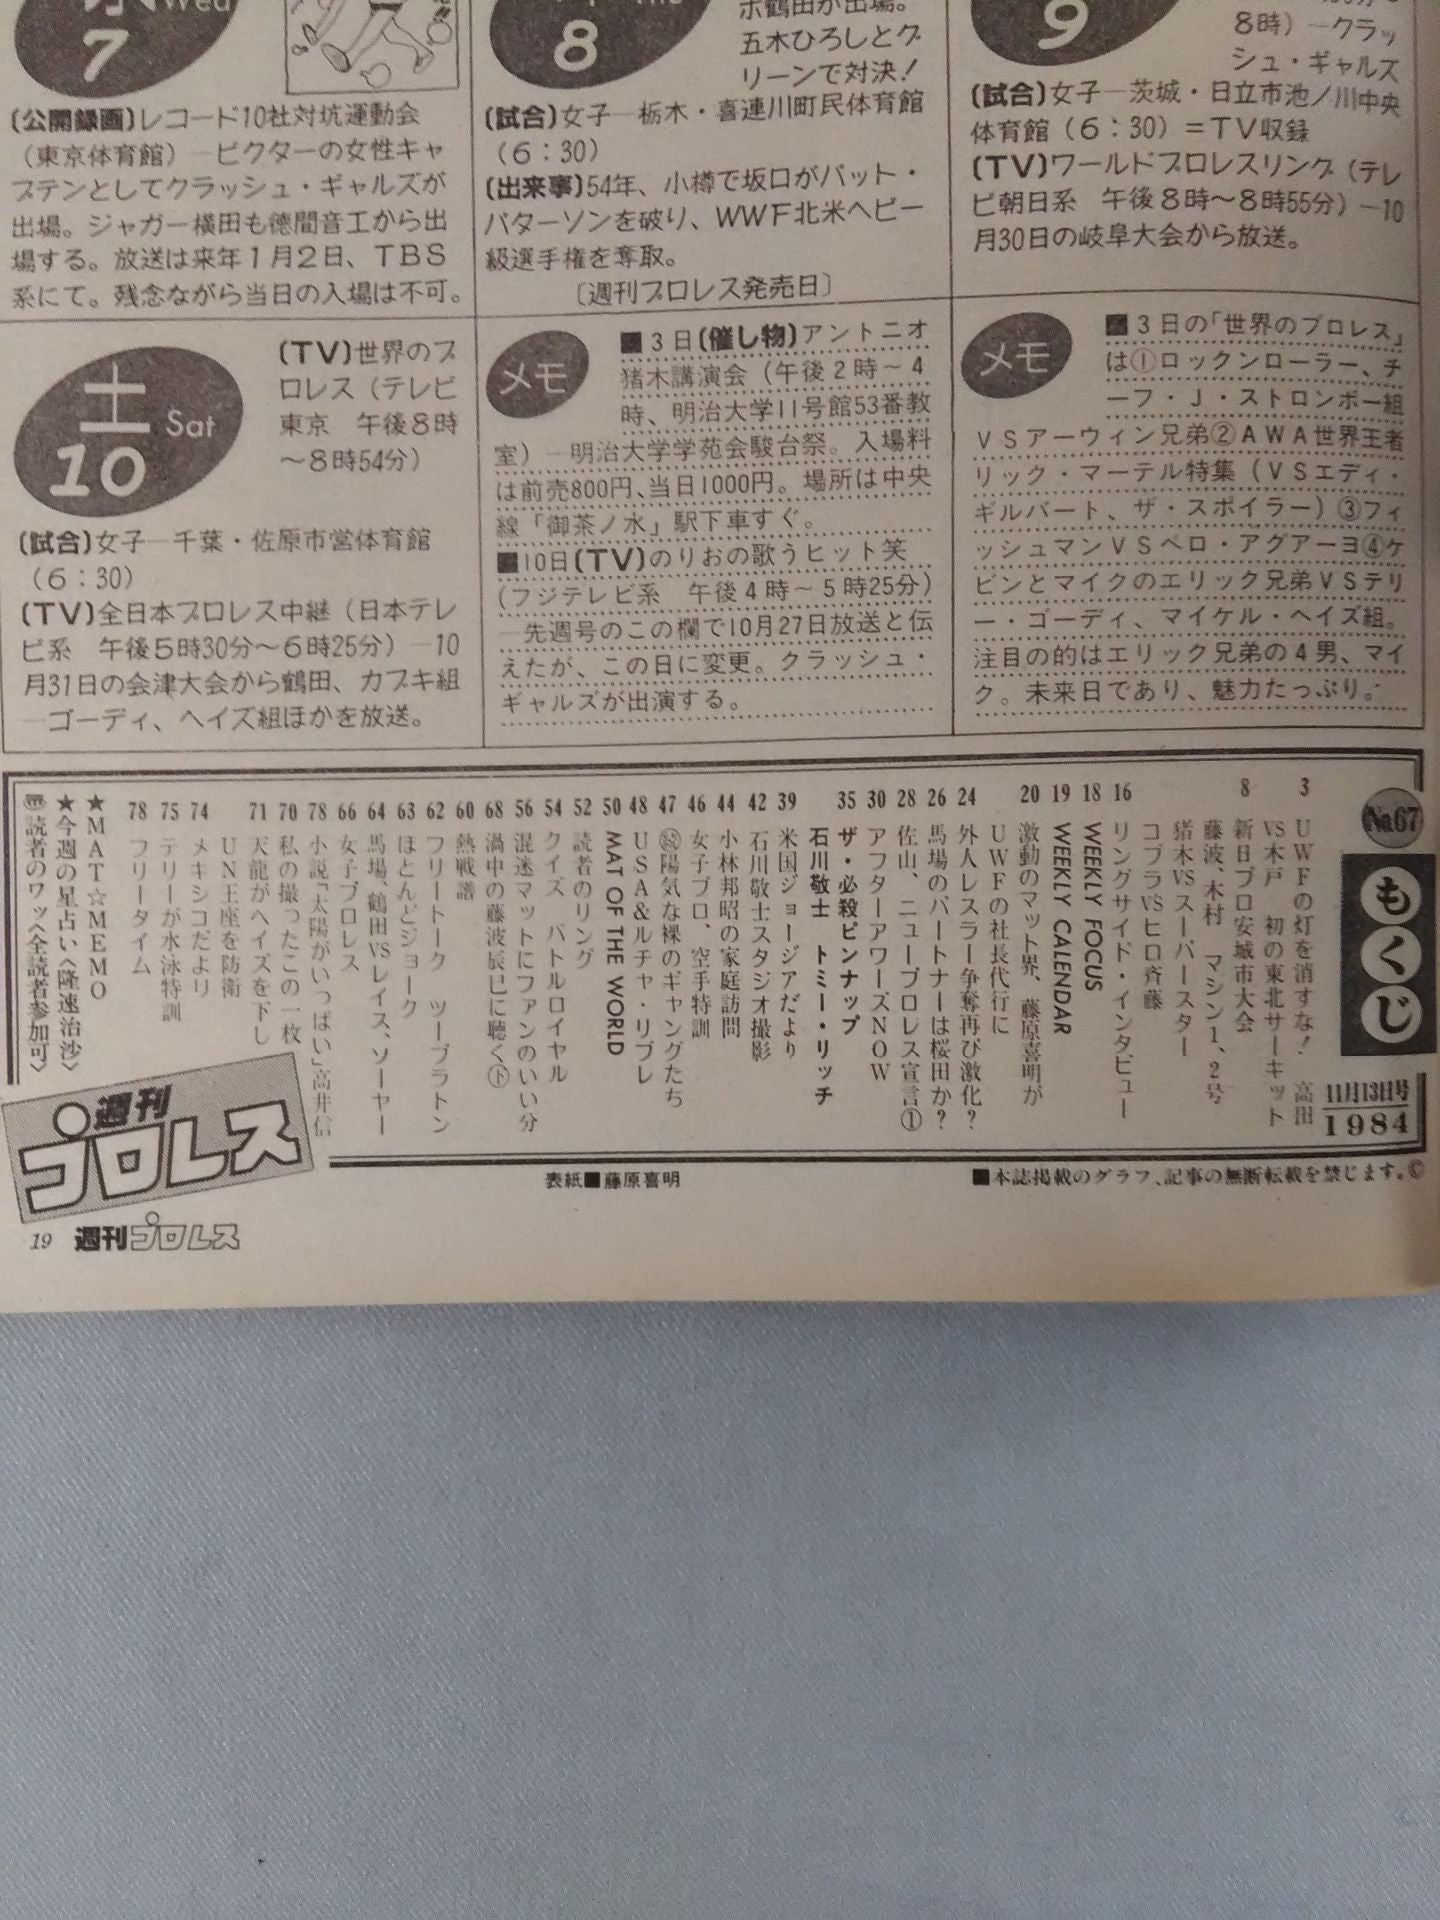 Wed
7
(公開録画)レコード10社対坑運動会
(東京体育館)―ビクターの女性キャ
プテンとしてクラッシュ・ギャルズが
出場。ジャガー横田も徳間音工から出
場する。放送は来年1月2日、TBS
系にて。残念ながら当日の入場は不可。
8
ボ鶴田が出場。
五木ひろしとグ
リーンで対決!
(試合)女子―栃木・喜連川町民体育館
(6:30)
(出来事)54年、小樽で坂口がパット・
パターソンを破り、WWF北米ヘビー
級選手権を奪取。
〔週刊プロレス発売日〕
9
8時)―クラッ
シュ・ギャルズ
(試合)女子―茨城・日立市池ノ川中央
体育館(6:30)=TV収録
(TV)ワールドプロレスリング(テレ
ビ朝日系 午後8時〜8時55分)―10
月30日の岐阜大会から放送。
土 Sat
10
(TV)世界のプ
ロレス(テレビ
東京 午後8時
〜8時54分)
(試合)女子―千葉・佐原市営体育館
(6:30)
(TV)全日本プロレス中継(日本テレ
ビ系 午後5時30分〜6時25分)―10
月31日の会津大会から鶴田、カブキ組
―ゴーディ、ヘイズ組ほかを放送。
メモ
■3日(催し物)アントニオ
猪木講演会(午後2時〜4
時、明治大学11号館53番教
室)―明治大学学苑会駿台祭。入場料
は前売800円、当日1000円。場所は中央
線「御茶ノ水」駅下車すぐ。
■10日(TV)のりおの歌うヒット笑
(フジテレビ系 午後4時〜5時25分)
―先週号のこの欄で10月27日放送と伝
えたが、この日に変更。クラッシュ・
ギャルズが出演する。
メモ
■3日の「世界のプロレス」
は①ロックンローラー、チ
ーフ・J・ストロンボー組
VSアーウィン兄弟②AWA世界王者
リック・マーテル特集(VSエディ・
ギルバート、ザ・スポイラー)③フィ
ッシュマンVSペロ・アグアーヨ④ケ
ビンとマイクのエリック兄弟VSテリ
ー・ゴーディ、マイケル・ヘイズ組。
注目の的はエリック兄弟の4男、マイ
ク。未来日であり、魅力たっぷり。
No.67
もくじ
11月13日号
1984
3 UWFの灯を消すな! 高田
VS木戸 初の東北サーキット
8 新日プロ安城市大会
藤波、木村 マシン1、2号
猪木VSスーパースター
コブラVSヒロ斉藤
16 リングサイド・インタビュー
18 WEEKLY FOCUS
19 WEEKLY CALENDAR
20 激動のマット界、藤原喜明が
UWFの社長代行に
24 外人レスラー争奪再び激化?
26 馬場のパートナーは桜田か?
28 佐山、ニュープロレス宣言①
30 アフターアワーズNOW
35 ザ・必殺ピンナップ
石川敬士 トミー・リッチ
39 米国ジョージアだより
42 石川敬士スタジオ撮影
44 小林邦昭の家庭訪問
46 女子プロ、空手特訓
47 ㊙陽気な裸のギャングたち
48 USA&ルチャ・リブレ
50 MAT OF THE WORLD
52 読者のリング
54 クイズ バトルロイヤル
56 混迷マットにファンのいい分
68 渦中の藤波辰巳に聴く㊦
60 熱戦譜
62 フリートーク ツープラトン
63 ほとんどジョーク
64 馬場、鶴田VSレイス、ソーヤー
66 女子プロレス
78 小説「太陽がいっぱい」高井信
70 私の撮ったこの一枚
71 天龍がヘイズを下し
UN王座を防衛
74 メキシコだより
75 テリーが水泳特訓
78 フリータイム
★MAT☆MEMO
★今週の星占い〈隆速治沙〉
読者のワッ〈全読者参加可〉
週刊プロレス
表紙■藤原喜明
■本誌掲載のグラフ、記事の無断転載を禁じます。©
19 週刊プロレス